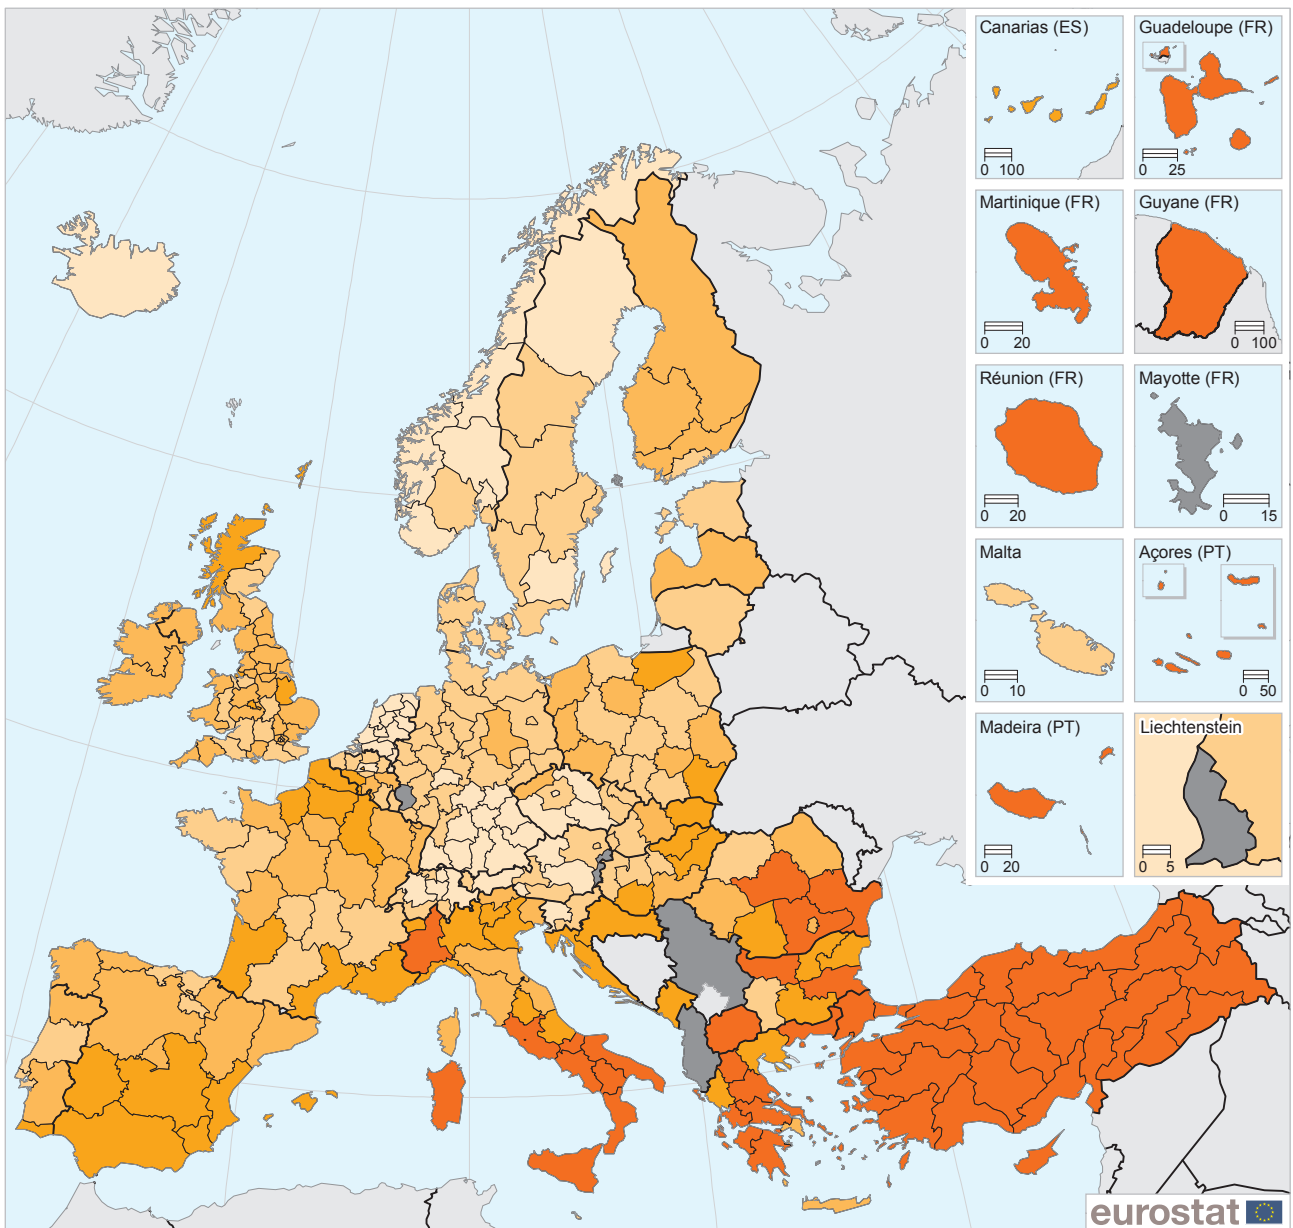 Canarias (ES)
0 100
Guadeloupe (FR)
0 25
Martinique (FR)
0 20
Guyane (FR)
0 100
Réunion (FR)
0 20
Mayotte (FR)
0 15
Malta
0 10
Açores (PT)
0 50
Madeira (PT)
0 20
Liechtenstein
0 5
eurostat